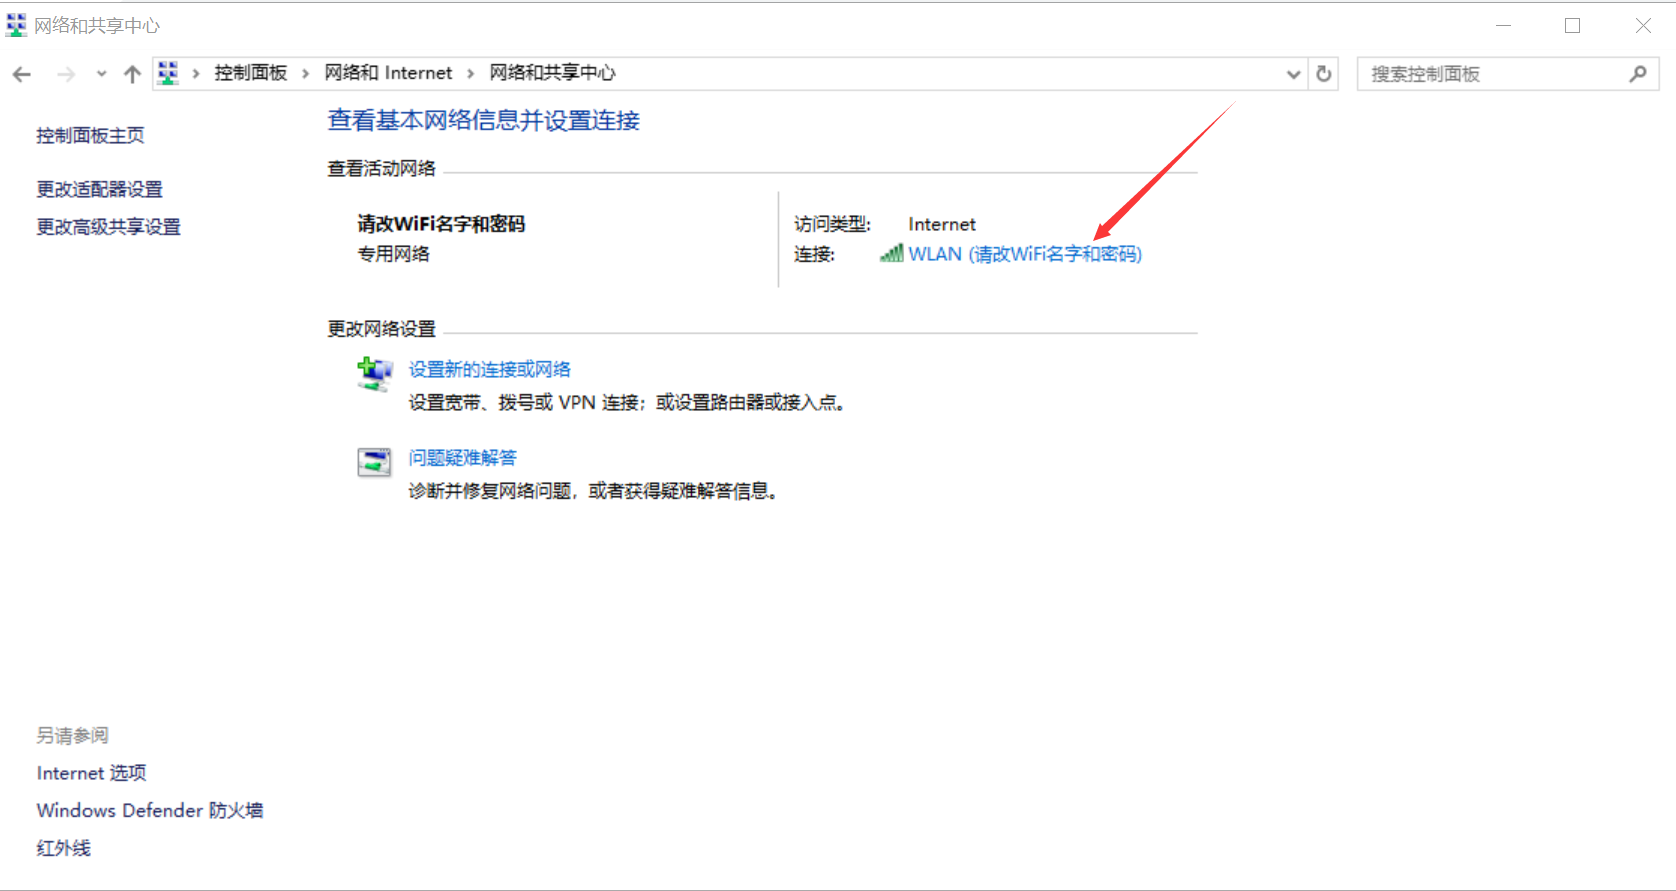 网络和共享中心
控制面板 › 网络和 Internet › 网络和共享中心
搜索控制面板
控制面板主页
更改适配器设置
更改高级共享设置
查看基本网络信息并设置连接
查看活动网络
请改WiFi名字和密码
专用网络
访问类型: Internet
连接: WLAN (请改WiFi名字和密码)
更改网络设置
设置新的连接或网络
设置宽带、拨号或 VPN 连接；或设置路由器或接入点。
问题疑难解答
诊断并修复网络问题，或者获得疑难解答信息。
另请参阅
Internet 选项
Windows Defender 防火墙
红外线